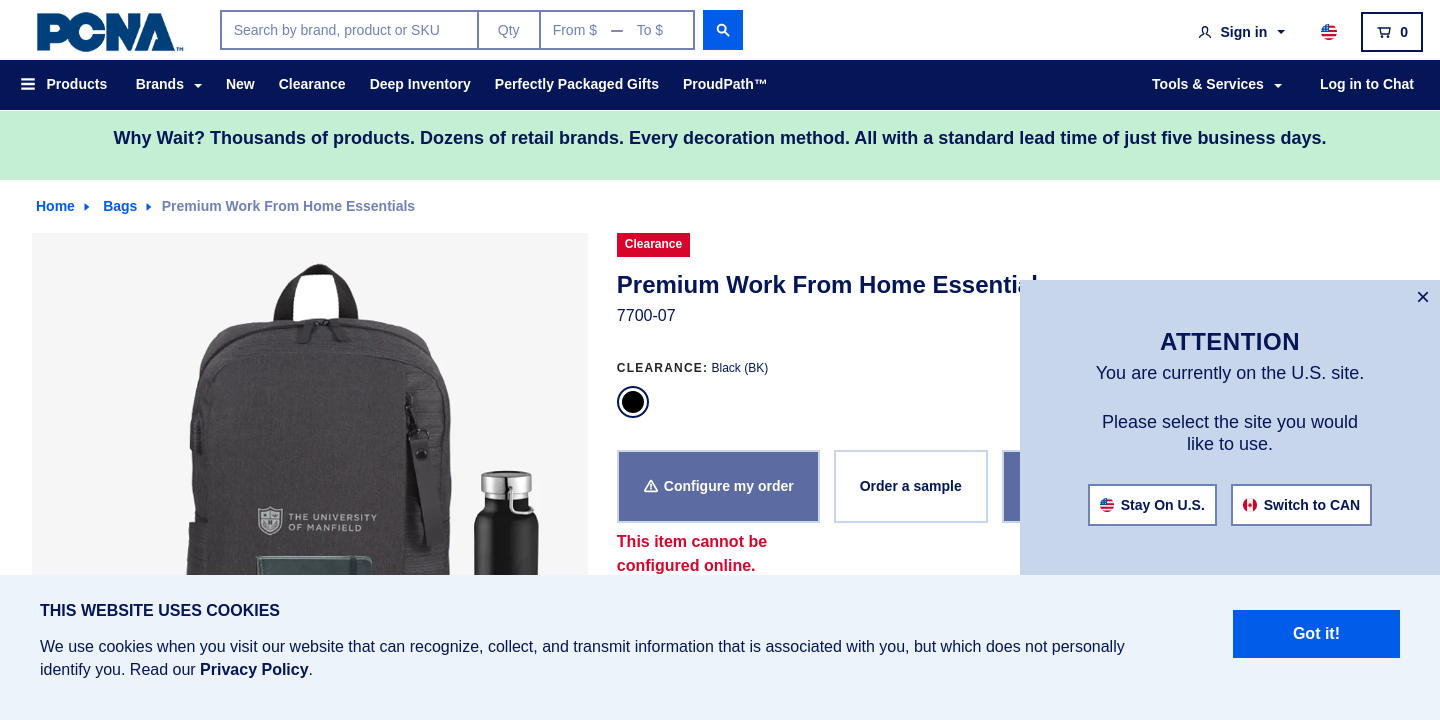 PCNA™
Search by brand, product or SKU
Qty
From $
To $
Sign in
0
Products
Brands
New
Clearance
Deep Inventory
Perfectly Packaged Gifts
ProudPath™
Tools & Services
Log in to Chat
Why Wait? Thousands of products. Dozens of retail brands. Every decoration method. All with a standard lead time of just five business days.
Home
Bags
Premium Work From Home Essentials
THE UNIVERSITY
OF MANFIELD
Clearance
Premium Work From Home Essential
7700-07
CLEARANCE: Black (BK)
Configure my order
Order a sample
This item cannot be
configured online.
×
ATTENTION
You are currently on the U.S. site.
Please select the site you would
like to use.
Stay On U.S.
Switch to CAN
THIS WEBSITE USES COOKIES
We use cookies when you visit our website that can recognize, collect, and transmit information that is associated with you, but which does not personally
identify you. Read our Privacy Policy.
Got it!